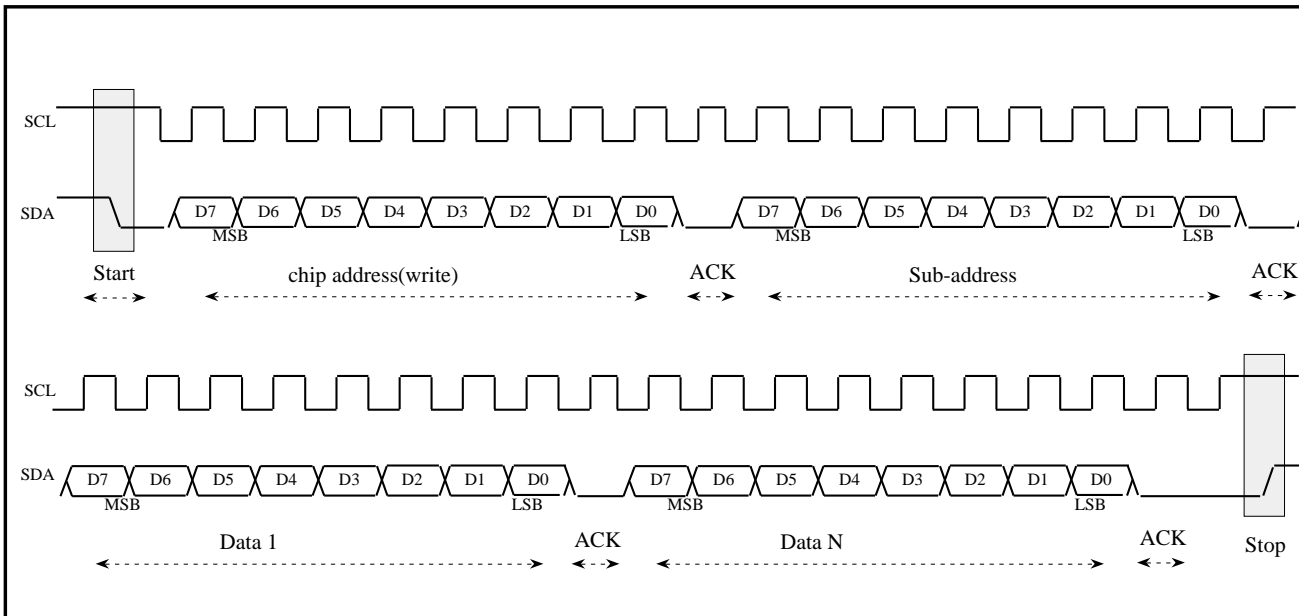 SCL
SDA D7 D6 D5 D4 D3 D2 D1 D0 D7 D6 D5 D4 D3 D2 D1 D0
MSB LSB MSB LSB
Start chip address(write) ACK Sub-address ACK
SCL
SDA D7 D6 D5 D4 D3 D2 D1 D0 D7 D6 D5 D4 D3 D2 D1 D0
MSB LSB MSB LSB
Data 1 ACK Data N ACK Stop